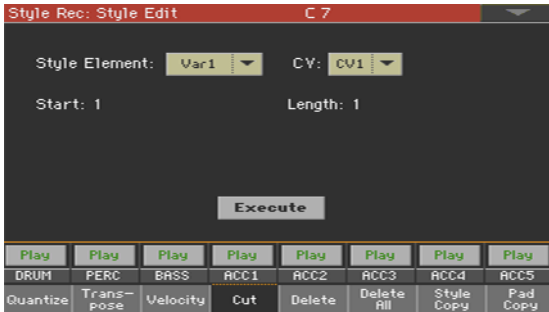 Style Rec: Style Edit C 7
Style Element: Var1 CV: CV1
Start: 1 Length: 1
Execute
Play Play Play Play Play Play Play Play
DRUM PERC BASS ACC1 ACC2 ACC3 ACC4 ACC5
Quantize Trans- Velocity Cut Delete Delete Style Pad
pose All Copy Copy